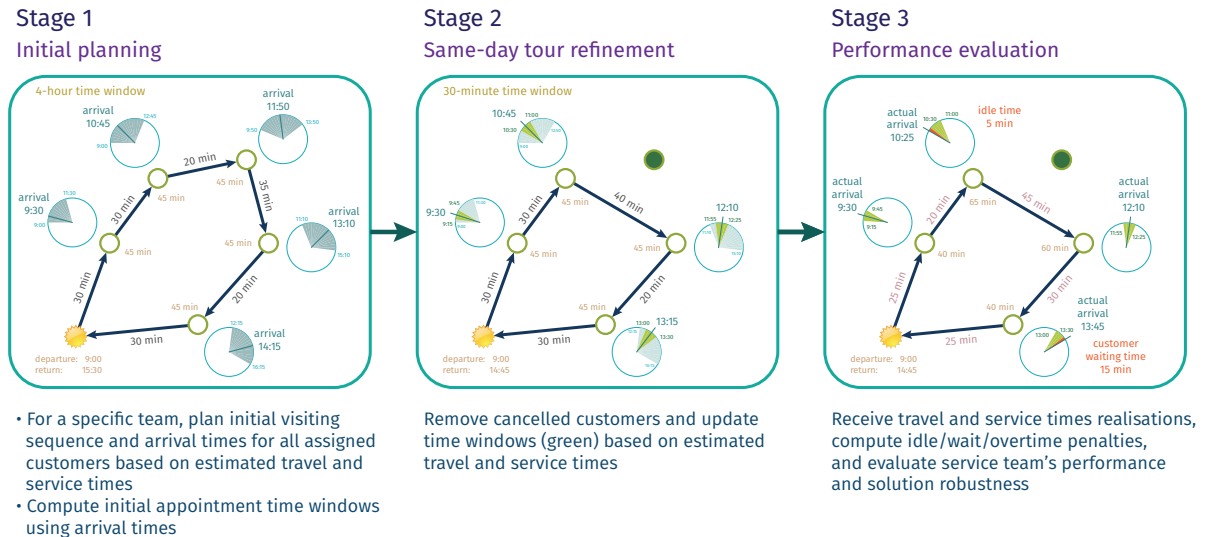 Stage 1
Initial planning
4-hour time window
arrival
10:45
12:45
9:00
arrival
11:50
9:50
13:50
20 min
45 min
45 min
35 min
arrival
9:30
11:30
9:00
30 min
45 min
11:10
arrival
13:10
15:10
45 min
30 min
20 min
45 min
12:15
arrival
14:15
16:15
30 min
departure: 9:00
return: 15:30
• For a specific team, plan initial visiting
sequence and arrival times for all assigned
customers based on estimated travel and
service times
• Compute initial appointment time windows
using arrival times
Stage 2
Same-day tour refinement
30-minute time window
10:45
11:00
10:30
9:00
40 min
45 min
9:30
9:45
9:15
9:00
30 min
45 min
12:10
11:55
12:25
45 min
30 min
20 min
45 min
13:00
13:15
13:30
30 min
departure: 9:00
return: 14:45
Remove cancelled customers and update
time windows (green) based on estimated
travel and service times
Stage 3
Performance evaluation
actual
arrival
10:25
10:30
11:00
idle time
5 min
65 min
45 min
actual
arrival
9:30
9:45
9:15
20 min
40 min
actual
arrival
12:10
11:55
12:25
60 min
25 min
30 min
40 min
actual
arrival
13:45
13:00
13:30
customer
waiting time
15 min
25 min
departure: 9:00
return: 14:45
Receive travel and service times realisations,
compute idle/wait/overtime penalties,
and evaluate service team's performance
and solution robustness